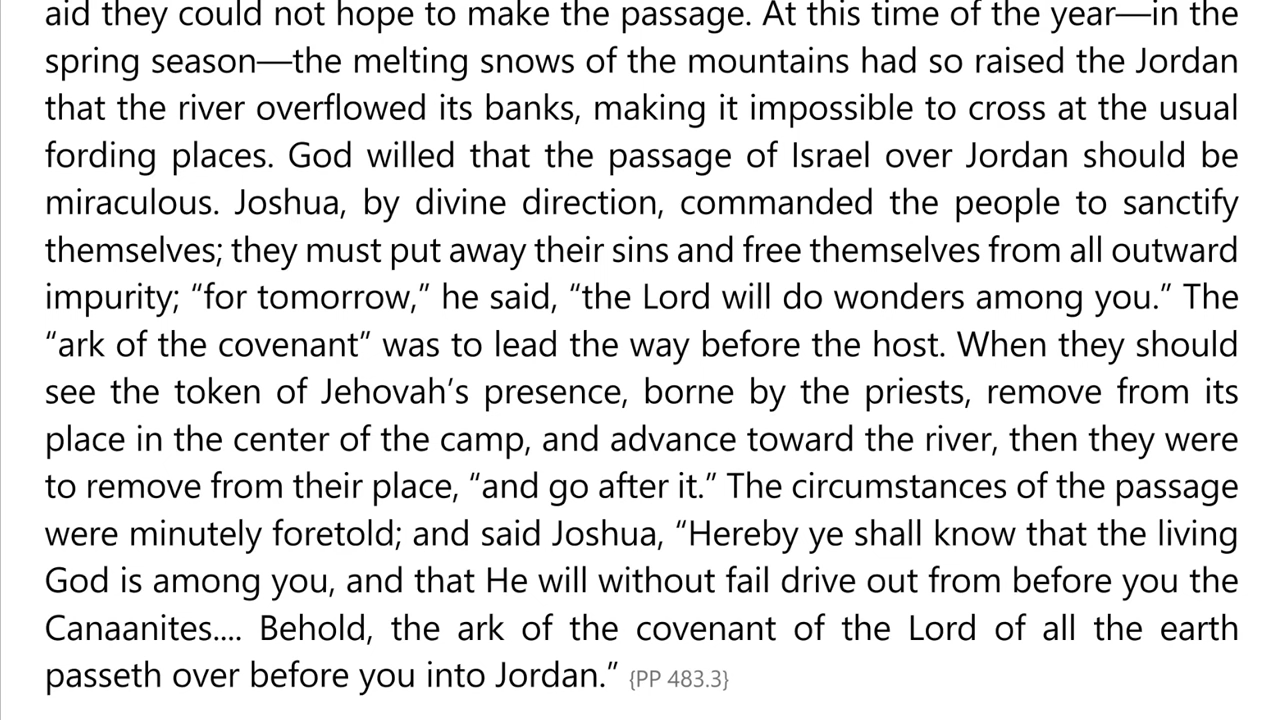 aid they could not hope to make the passage. At this time of the year—in the
spring season—the melting snows of the mountains had so raised the Jordan
that the river overflowed its banks, making it impossible to cross at the usual
fording places. God willed that the passage of Israel over Jordan should be
miraculous. Joshua, by divine direction, commanded the people to sanctify
themselves; they must put away their sins and free themselves from all outward
impurity; “for tomorrow,” he said, “the Lord will do wonders among you.” The
“ark of the covenant” was to lead the way before the host. When they should
see the token of Jehovah’s presence, borne by the priests, remove from its
place in the center of the camp, and advance toward the river, then they were
to remove from their place, “and go after it.” The circumstances of the passage
were minutely foretold; and said Joshua, “Hereby ye shall know that the living
God is among you, and that He will without fail drive out from before you the
Canaanites.... Behold, the ark of the covenant of the Lord of all the earth
passeth over before you into Jordan.” {PP 483.3}